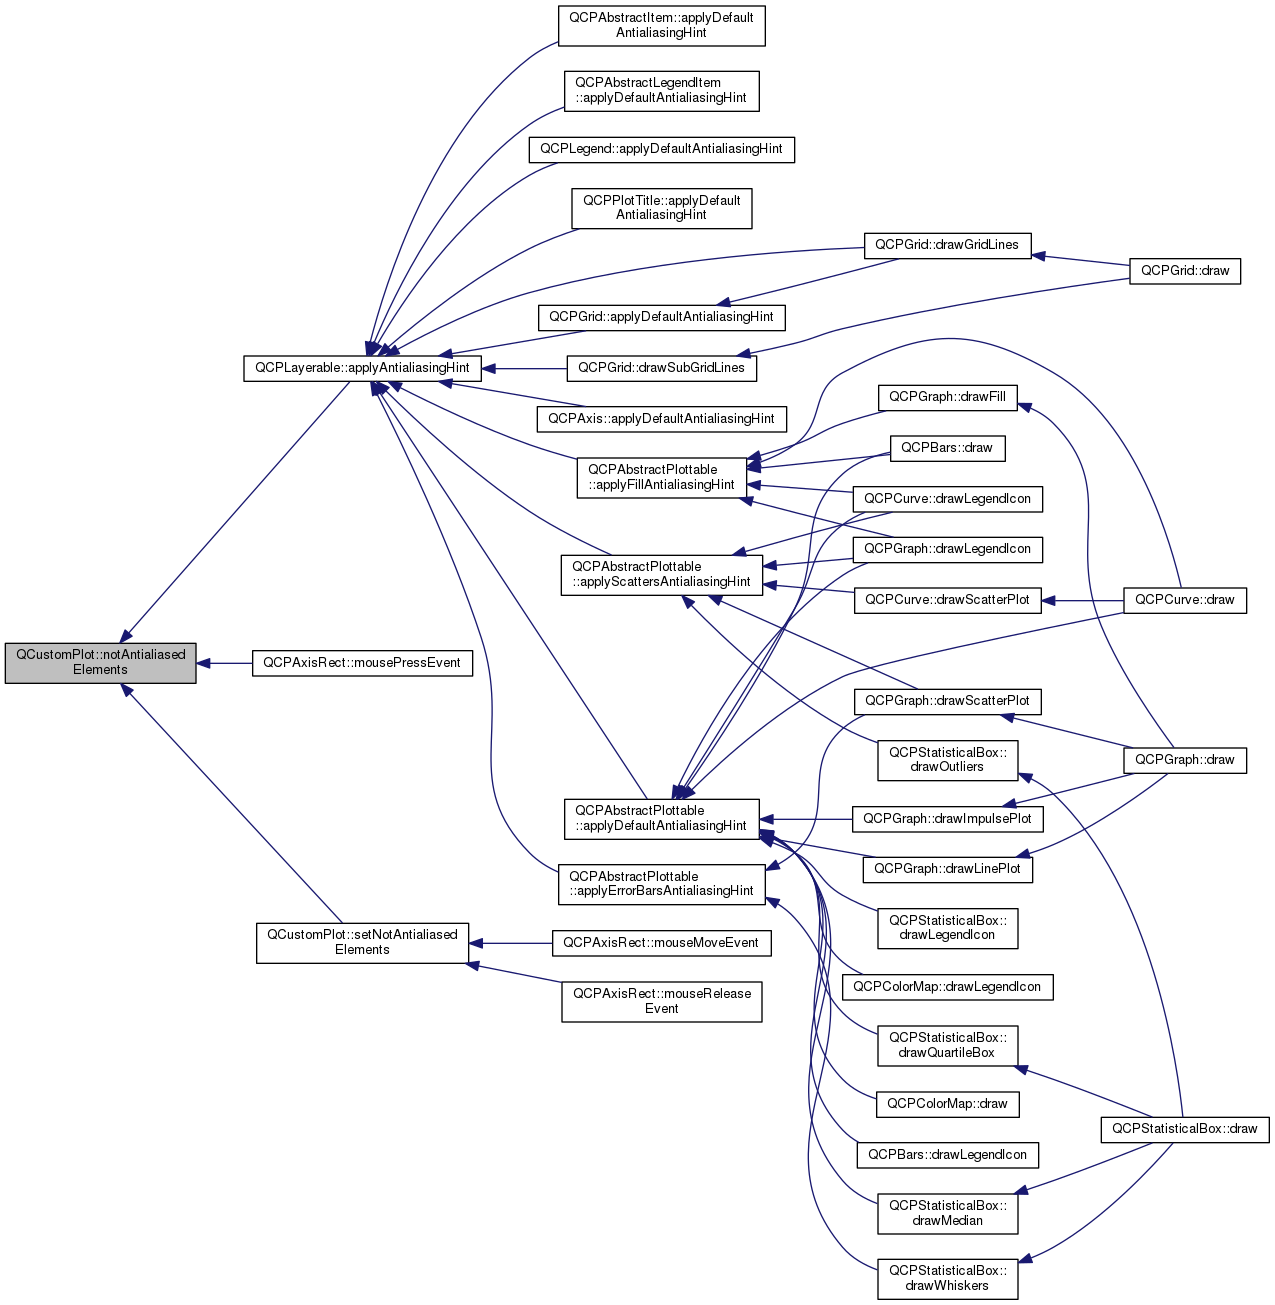 QCPAbstractItem::applyDefault
AntialiasingHint
QCPAbstractLegendItem
::applyDefaultAntialiasingHint
QCPLegend::applyDefaultAntialiasingHint
QCPPlotTitle::applyDefault
AntialiasingHint
QCPGrid::drawGridLines
QCPGrid::draw
QCPGrid::applyDefaultAntialiasingHint
QCPLayerable::applyAntialiasingHint
QCPGrid::drawSubGridLines
QCPAxis::applyDefaultAntialiasingHint
QCPGraph::drawFill
QCPBars::draw
QCPAbstractPlottable
::applyFillAntialiasingHint
QCPCurve::drawLegendIcon
QCPGraph::drawLegendIcon
QCPAbstractPlottable
::applyScattersAntialiasingHint
QCPCurve::drawScatterPlot
QCPCurve::draw
QCustomPlot::notAntialiased
Elements
QCPAxisRect::mousePressEvent
QCPGraph::drawScatterPlot
QCPStatisticalBox::
drawOutliers
QCPGraph::draw
QCPAbstractPlottable
::applyDefaultAntialiasingHint
QCPGraph::drawImpulsePlot
QCPGraph::drawLinePlot
QCPAbstractPlottable
::applyErrorBarsAntialiasingHint
QCPStatisticalBox::
drawLegendIcon
QCustomPlot::setNotAntialiased
Elements
QCPAxisRect::mouseMoveEvent
QCPAxisRect::mouseRelease
Event
QCPColorMap::drawLegendIcon
QCPStatisticalBox::
drawQuartileBox
QCPColorMap::draw
QCPStatisticalBox::draw
QCPBars::drawLegendIcon
QCPStatisticalBox::
drawMedian
QCPStatisticalBox::
drawWhiskers